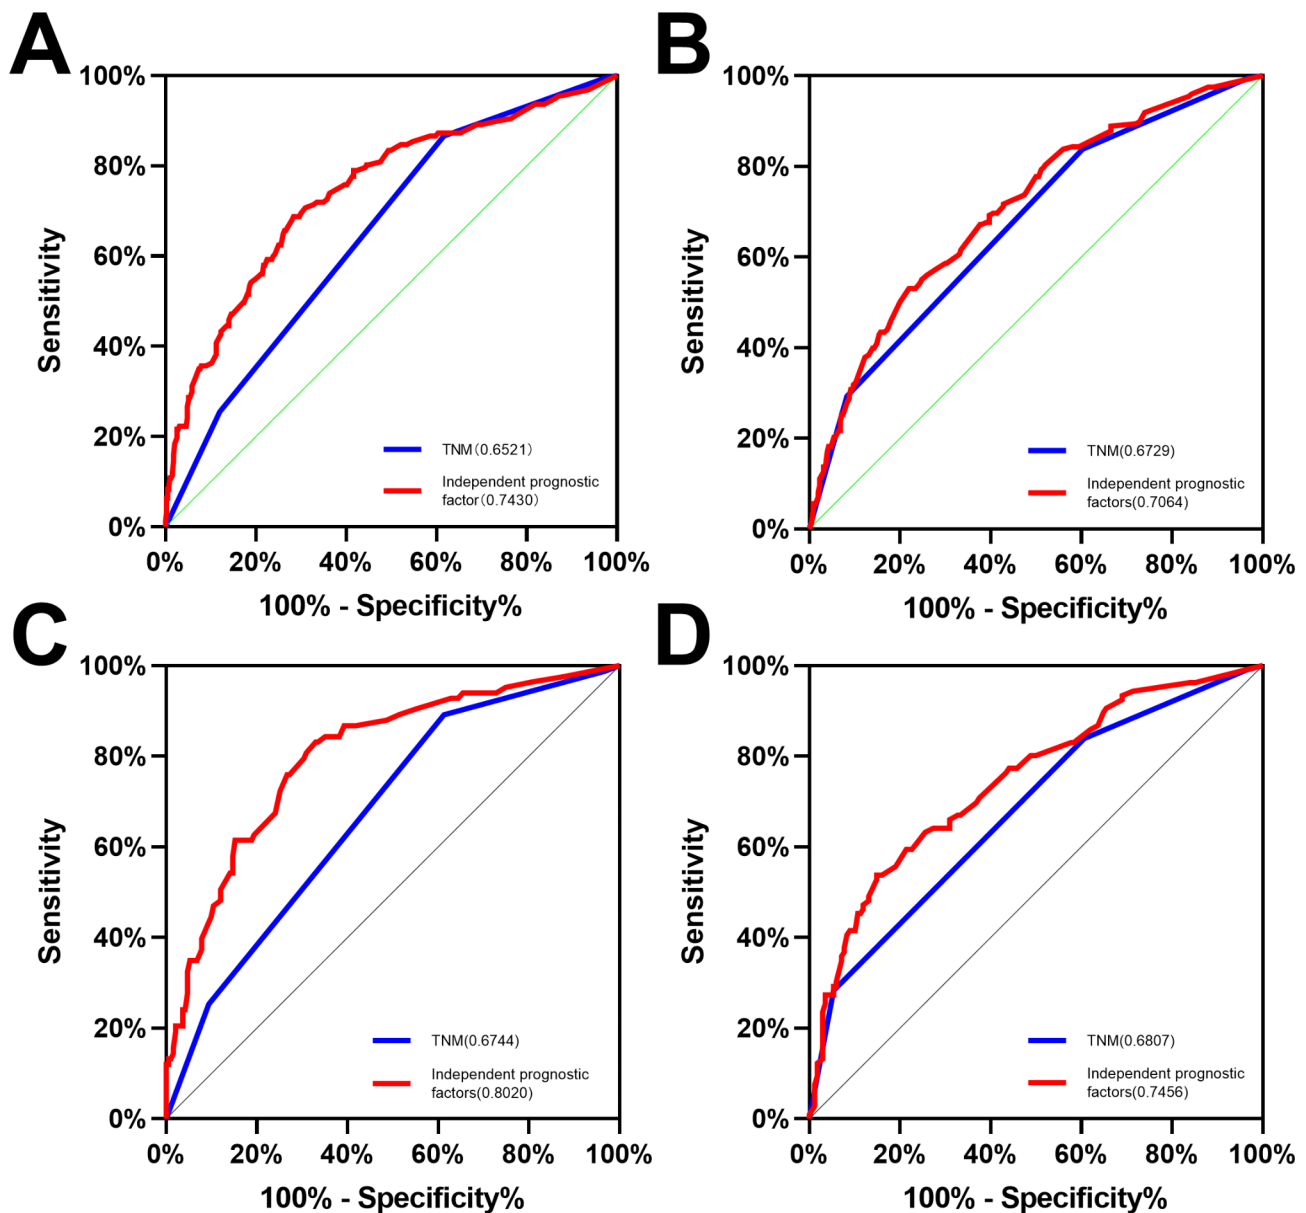 A
100%
80%
60%
40%
20%
0%
Sensitivity
0% 20% 40% 60% 80% 100%
100% - Specificity%
TNM(0.6521)
Independent prognostic
factor(0.7430)
B
100%
80%
60%
40%
20%
0%
Sensitivity
0% 20% 40% 60% 80% 100%
100% - Specificity%
TNM(0.6729)
Independent prognostic
factors(0.7064)
C
100%
80%
60%
40%
20%
0%
Sensitivity
0% 20% 40% 60% 80% 100%
100% - Specificity%
TNM(0.6744)
Independent prognostic
factors(0.8020)
D
100%
80%
60%
40%
20%
0%
Sensitivity
0% 20% 40% 60% 80% 100%
100% - Specificity%
TNM(0.6807)
Independent prognostic
factors(0.7456)